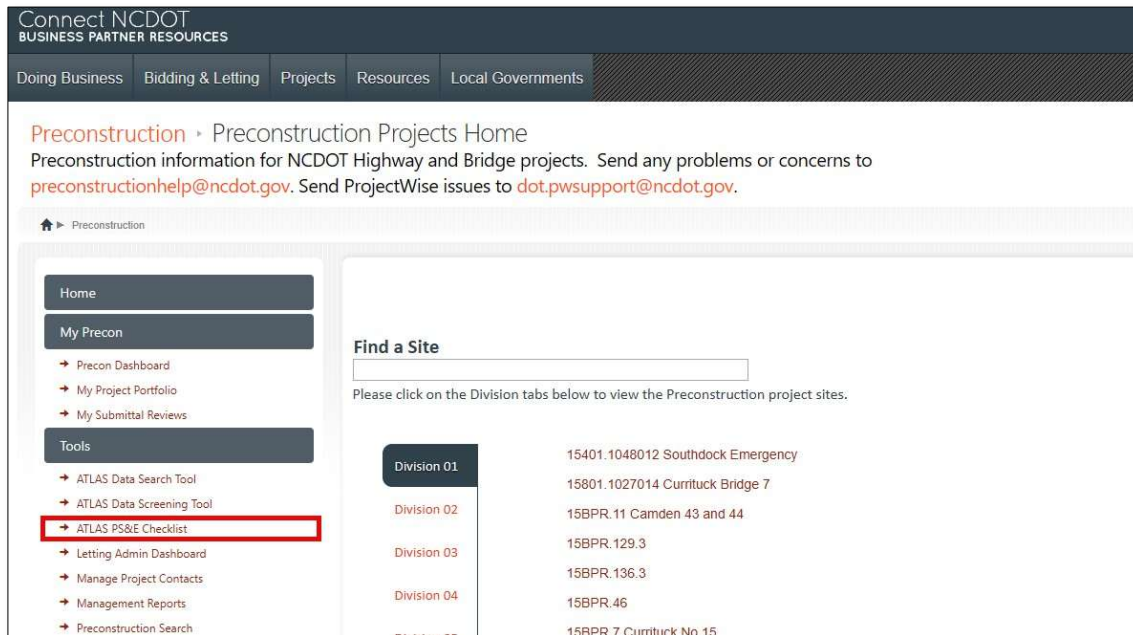 Connect NCDOT
BUSINESS PARTNER RESOURCES
Doing Business Bidding & Letting Projects Resources Local Governments
Preconstruction ▸ Preconstruction Projects Home
Preconstruction information for NCDOT Highway and Bridge projects. Send any problems or concerns to
preconstructionhelp@ncdot.gov. Send ProjectWise issues to dot.pwsupport@ncdot.gov.
Preconstruction
Home
My Precon
Precon Dashboard
My Project Portfolio
My Submittal Reviews
Tools
ATLAS Data Search Tool
ATLAS Data Screening Tool
ATLAS PS&E Checklist
Letting Admin Dashboard
Manage Project Contacts
Management Reports
Preconstruction Search
Find a Site
Please click on the Division tabs below to view the Preconstruction project sites.
Division 01
Division 02
Division 03
Division 04
15401.1048012 Southdock Emergency
15801.1027014 Currituck Bridge 7
15BPR.11 Camden 43 and 44
15BPR.129.3
15BPR.136.3
15BPR.46
15BPR.7 Currituck No 15